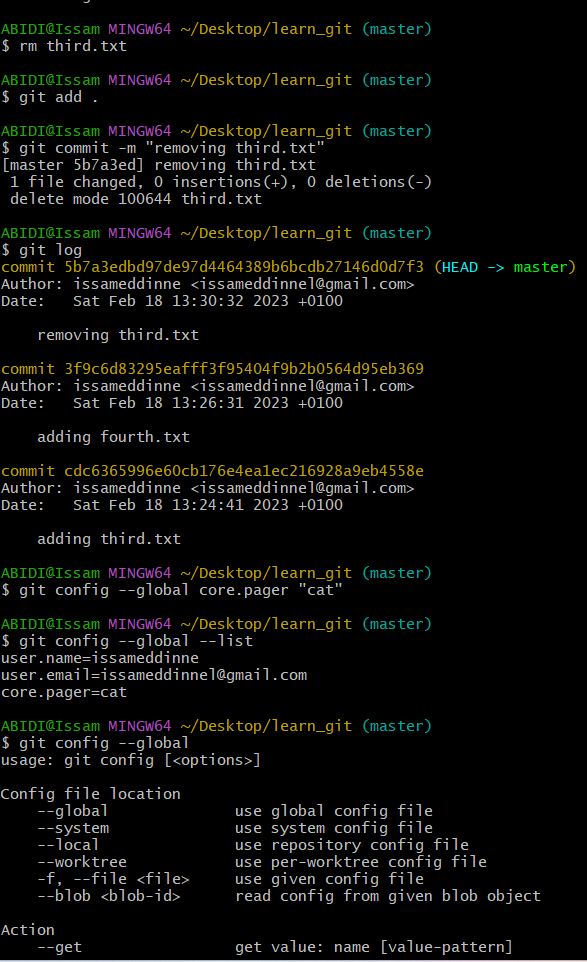 ABIDI@Issam MINGW64 ~/Desktop/learn_git (master)
$ rm third.txt

ABIDI@Issam MINGW64 ~/Desktop/learn_git (master)
$ git add .

ABIDI@Issam MINGW64 ~/Desktop/learn_git (master)
$ git commit -m "removing third.txt"
[master 5b7a3ed] removing third.txt
 1 file changed, 0 insertions(+), 0 deletions(-)
 delete mode 100644 third.txt

ABIDI@Issam MINGW64 ~/Desktop/learn_git (master)
$ git log
commit 5b7a3edbd97de97d4464389b6bcdb27146d0d7f3 (HEAD -> master)
Author: issameddinne <issameddinnel@gmail.com>
Date:   Sat Feb 18 13:30:32 2023 +0100

    removing third.txt

commit 3f9c6d83295eafff3f95404f9b2b0564d95eb369
Author: issameddinne <issameddinnel@gmail.com>
Date:   Sat Feb 18 13:26:31 2023 +0100

    adding fourth.txt

commit cdc6365996e60cb176e4ea1ec216928a9eb4558e
Author: issameddinne <issameddinnel@gmail.com>
Date:   Sat Feb 18 13:24:41 2023 +0100

    adding third.txt

ABIDI@Issam MINGW64 ~/Desktop/learn_git (master)
$ git config --global core.pager "cat"

ABIDI@Issam MINGW64 ~/Desktop/learn_git (master)
$ git config --global --list
user.name=issameddinne
user.email=issameddinnel@gmail.com
core.pager=cat

ABIDI@Issam MINGW64 ~/Desktop/learn_git (master)
$ git config --global
usage: git config [<options>]

Config file location
    --global              use global config file
    --system              use system config file
    --local               use repository config file
    --worktree            use per-worktree config file
    -f, --file <file>     use given config file
    --blob <blob-id>      read config from given blob object

Action
    --get                 get value: name [value-pattern]